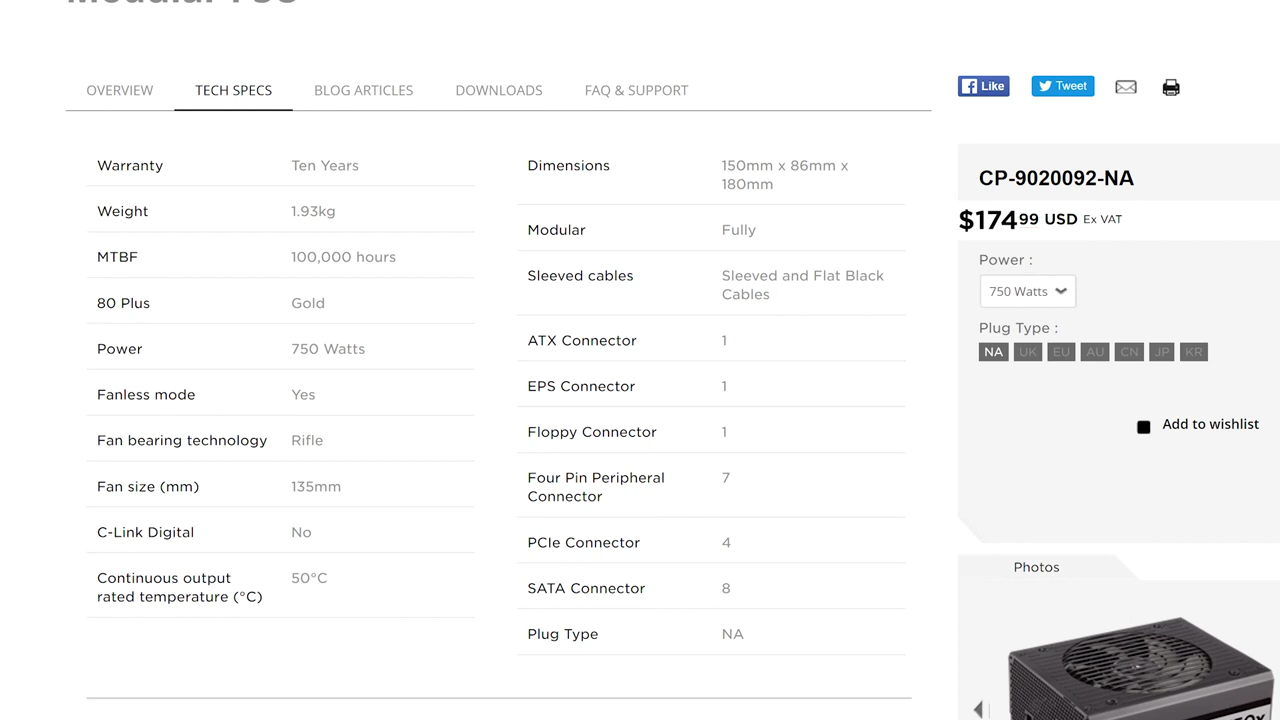 OVERVIEW
TECH SPECS
BLOG ARTICLES
DOWNLOADS
FAQ & SUPPORT
Like
Tweet
Warranty Ten Years
Weight 1.93kg
MTBF 100,000 hours
80 Plus Gold
Power 750 Watts
Fanless mode Yes
Fan bearing technology Rifle
Fan size (mm) 135mm
C-Link Digital No
Continuous output 50°C
rated temperature (°C)
Dimensions 150mm x 86mm x
180mm
Modular Fully
Sleeved cables Sleeved and Flat Black
Cables
ATX Connector 1
EPS Connector 1
Floppy Connector 1
Four Pin Peripheral 7
Connector
PCIe Connector 4
SATA Connector 8
Plug Type NA
CP-9020092-NA
$174 99 USD Ex VAT
Power :
750 Watts
Plug Type :
NA UK EU AU CN JP KR
Add to wishlist
Photos